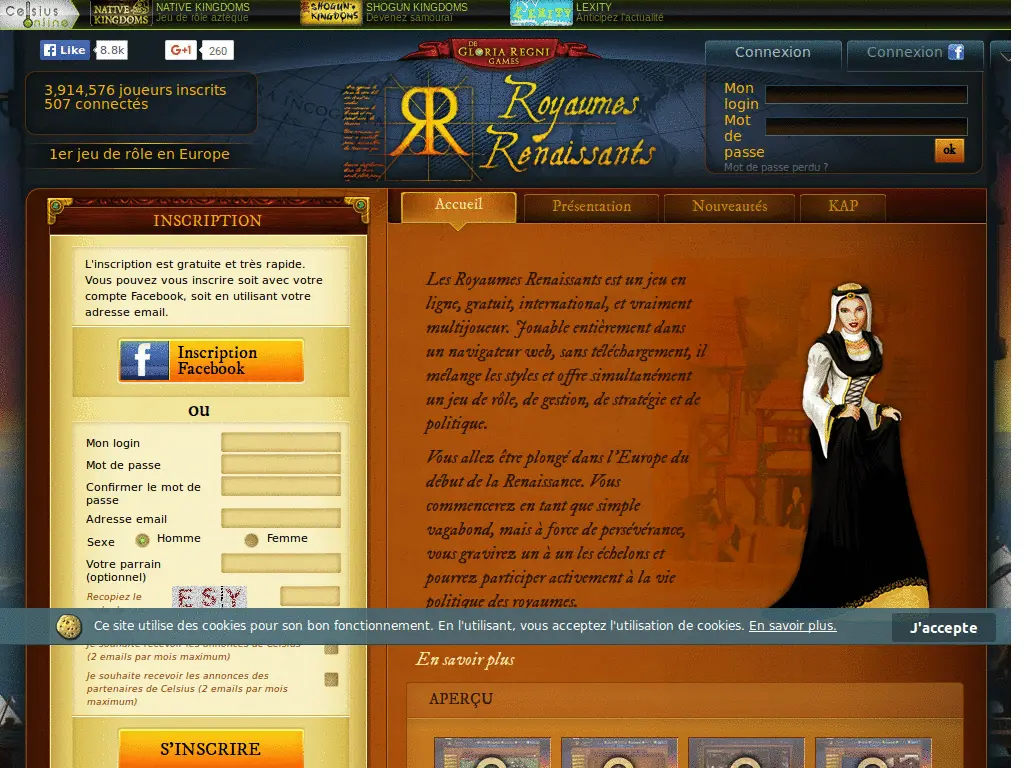 Celsius
online
NATIVE
KINGDOMS
NATIVE KINGDOMS
Jeu de rôle aztèque
SHOGUN
KINGDOMS
SHOGUN KINGDOMS
Devenez samouraï
LEXITY
LEXITY
Anticipez l'actualité
Like
8.8k
G+1
260
DE
GLORIA REGNI
GAMES
Connexion
Connexion
3,914,576 joueurs inscrits
507 connectés
1er jeu de rôle en Europe
Royaumes
Renaissants
Mon
login
Mot
de
passe
ok
Mot de passe perdu ?
Accueil
Présentation
Nouveautés
KAP
INSCRIPTION
L'inscription est gratuite et très rapide.
Vous pouvez vous inscrire soit avec votre
compte Facebook, soit en utilisant votre
adresse email.
Inscription
Facebook
OU
Mon login
Mot de passe
Confirmer le mot de
passe
Adresse email
Sexe
Homme
Femme
Votre parrain
(optionnel)
Recopiez le
ESY
Les Royaumes Renaissants est un jeu en
ligne, gratuit, international, et vraiment
multijoueur. Jouable entièrement dans
un navigateur web, sans téléchargement, il
mélange les styles et offre simultanément
un jeu de rôle, de gestion, de stratégie et de
politique.
Vous allez être plongé dans l'Europe du
début de la Renaissance. Vous
commencerez en tant que simple
vagabond, mais à force de persévérance,
vous gravirez un à un les échelons et
pourrez participer activement à la vie
politique des royaumes.
Ce site utilise des cookies pour son bon fonctionnement. En l'utilisant, vous acceptez l'utilisation de cookies. En savoir plus.
J'accepte
Je souhaite recevoir les annonces de Celsius
(2 emails par mois maximum)
Je souhaite recevoir les annonces des
partenaires de Celsius (2 emails par mois
maximum)
S'INSCRIRE
En savoir plus
APERÇU